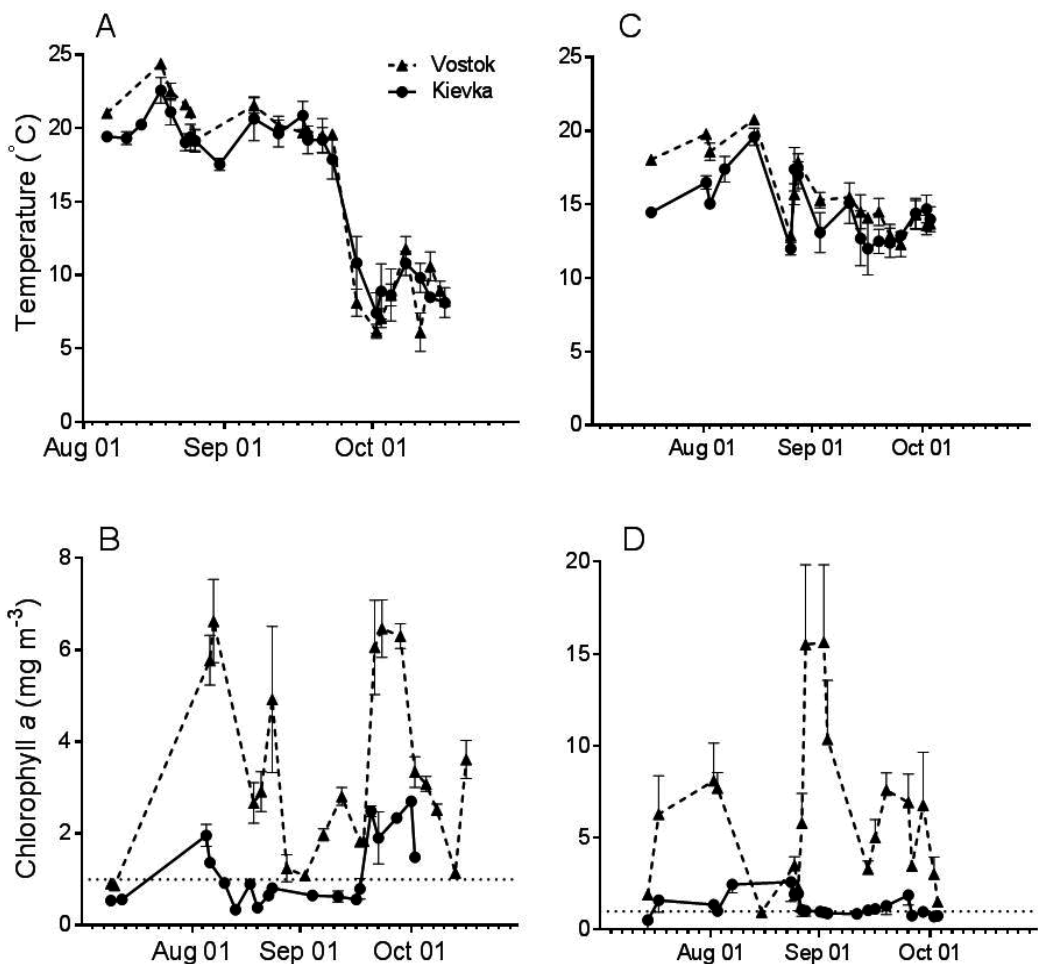 A
C
Vostok
Kievka
Temperature (°C)
25
20
15
10
5
0
Aug 01
Sep 01
Oct 01
25
20
15
10
5
0
Aug 01
Sep 01
Oct 01
B
D
Chlorophyll a (mg m-3)
8
6
4
2
0
Aug 01
Sep 01
Oct 01
20
15
10
5
0
Aug 01
Sep 01
Oct 01